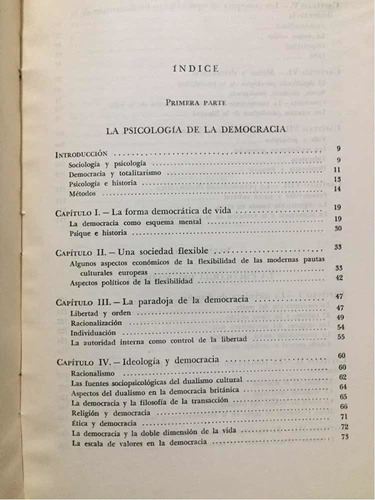 ÍNDICE
Primera parte
LA PSICOLOGÍA DE LA DEMOCRACIA
Introducción 9
Sociología y psicología 9
Democracia y totalitarismo 11
Psicología e historia 13
Métodos 14
Capítulo I. — La forma democrática de vida 19
La democracia como esquema mental 19
Psique e historia 30
Capítulo II. — Una sociedad flexible 33
Algunos aspectos económicos de la flexibilidad de las modernas pautas
culturales europeas 33
Aspectos políticos de la flexibilidad 42
Capítulo III. — La paradoja de la democracia 47
Libertad y orden 47
Racionalización 49
Individuación 54
La autoridad interna como control de la libertad 55
Capítulo IV. — Ideología y democracia 60
Racionalismo 60
Las fuentes sociopsicológicas del dualismo cultural 62
Aspectos del dualismo en la democracia británica 64
La democracia y la filosofía de la transacción 65
Religión y democracia 66
Ética y democracia 71
La democracia y la doble dimensión de la vida 72
La escala de valores en la democracia 73